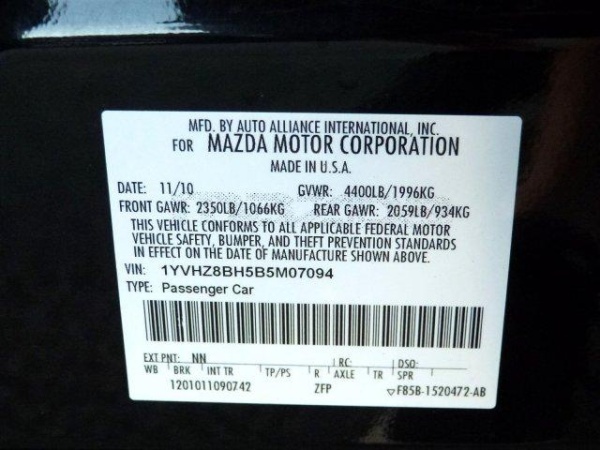 MFD. BY AUTO ALLIANCE INTERNATIONAL, INC.
FOR MAZDA MOTOR CORPORATION
MADE IN U.S.A.
DATE: 11/10 GVWR: 4400LB/1996KG
FRONT GAWR: 2350LB/1066KG REAR GAWR: 2059LB/934KG
THIS VEHICLE CONFORMS TO ALL APPLICABLE FEDERAL MOTOR
VEHICLE SAFETY, BUMPER, AND THEFT PREVENTION STANDARDS
IN EFFECT ON THE DATE OF MANUFACTURE SHOWN ABOVE.
VIN: 1YVHZ8BH5B5M07094
TYPE: Passenger Car
EXT PNT: NN RC: DSO:
WB BRK INT TR TP/PS R AXLE TR SPR
1201011090742 ZFP ▽F85B-1520472-AB